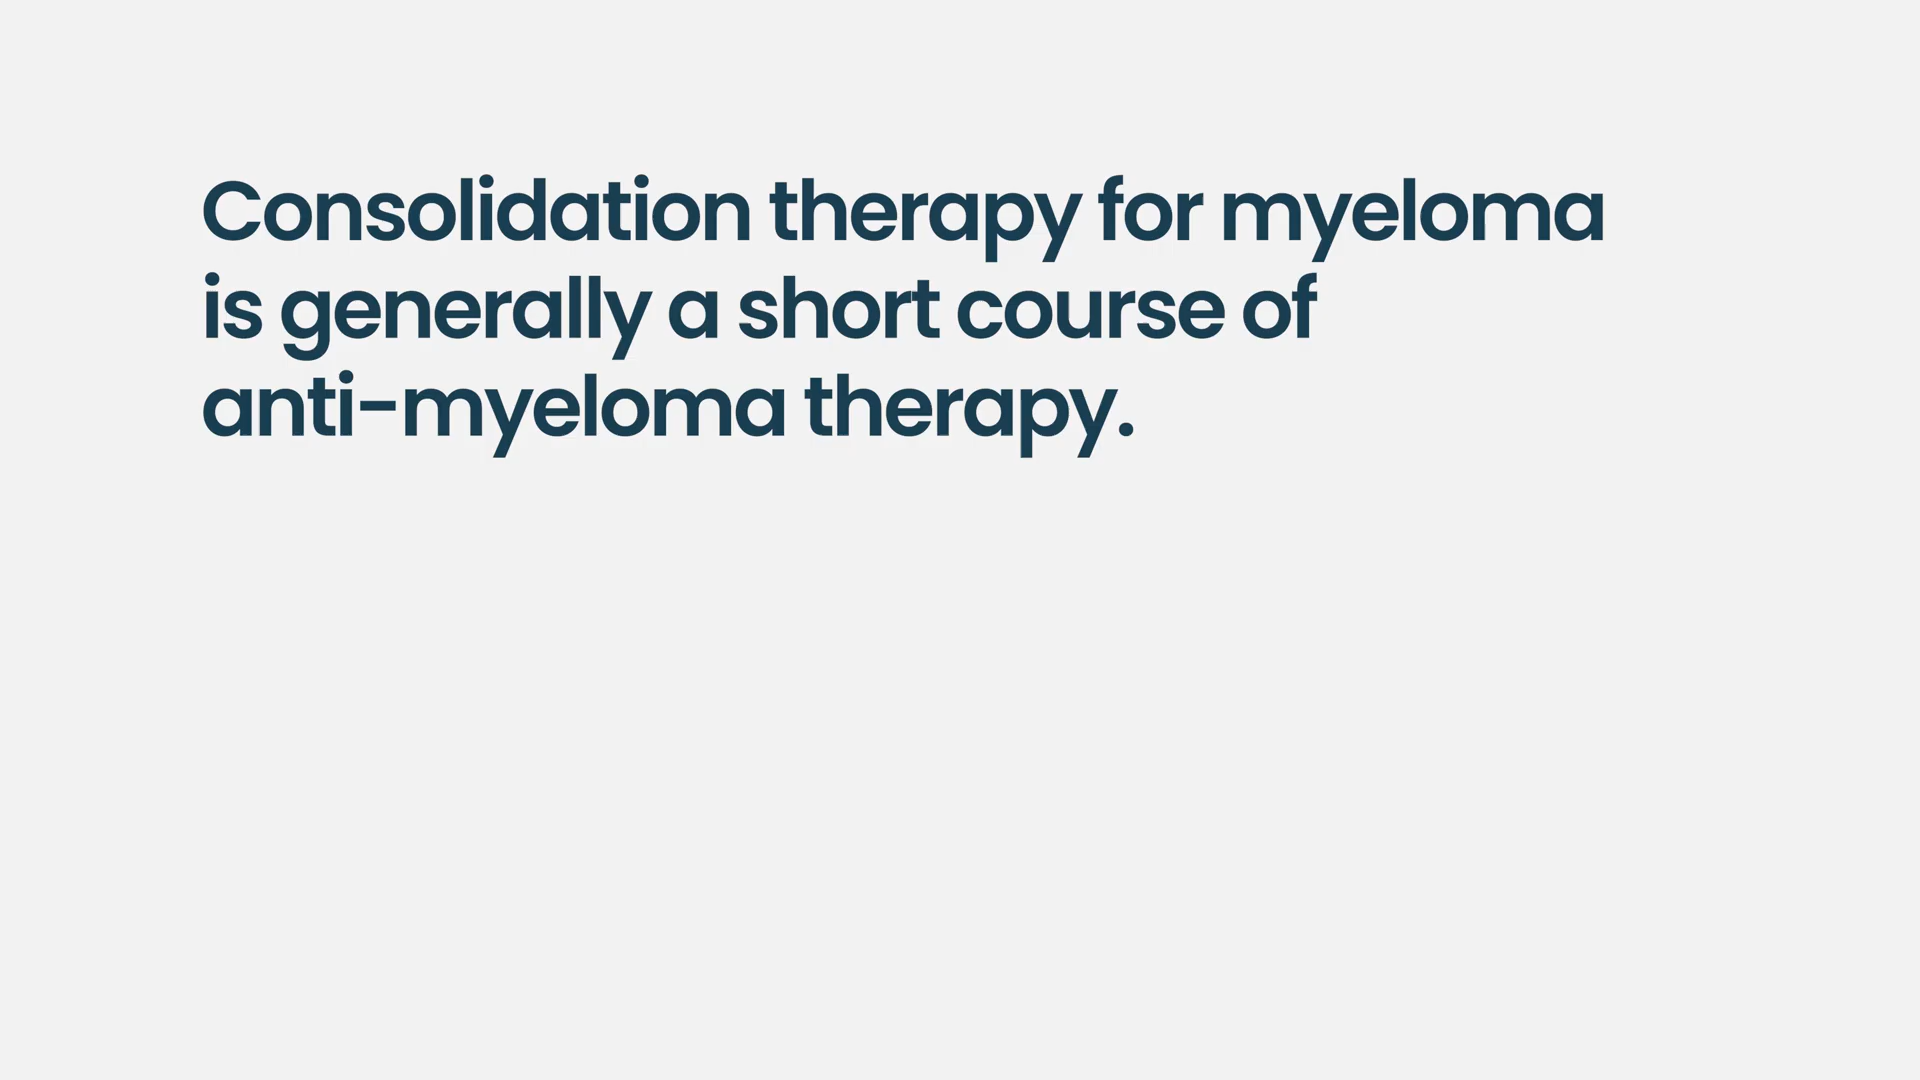 Consolidation therapy for myeloma
is generally a short course of
anti-myeloma therapy.